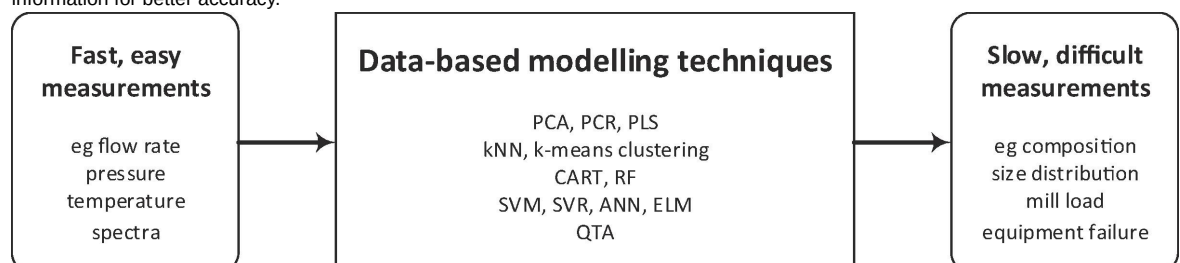 information for better accuracy.
Fast, easy
measurements
eg flow rate
pressure
temperature
spectra
Data-based modelling techniques
PCA, PCR, PLS
kNN, k-means clustering
CART, RF
SVM, SVR, ANN, ELM
QTA
Slow, difficult
measurements
eg composition
size distribution
mill load
equipment failure